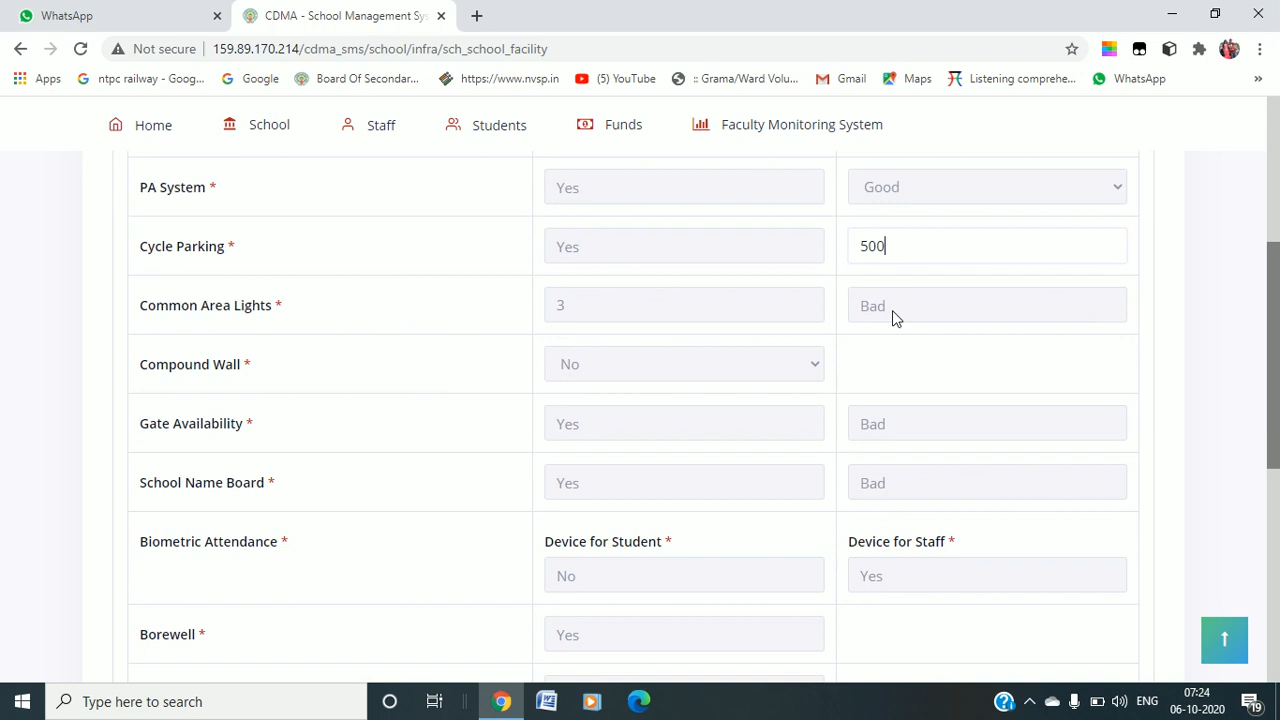 WhatsApp
CDMA - School Management Sys
Not secure 159.89.170.214/cdma_sms/school/infra/sch_school_facility
Apps ntpc railway - Goog... Google Board Of Secondar... https://www.nvsp.in (5) YouTube :: Grama/Ward Volu... Gmail Maps Listening comprehe... WhatsApp »
Home School Staff Students Funds Faculty Monitoring System
PA System * Yes Good
Cycle Parking * Yes 500
Common Area Lights * 3 Bad
Compound Wall * No
Gate Availability * Yes Bad
School Name Board * Yes Bad
Biometric Attendance * Device for Student * Device for Staff *
No Yes
Borewell * Yes
Type here to search
ENG
07:24
06-10-2020
19